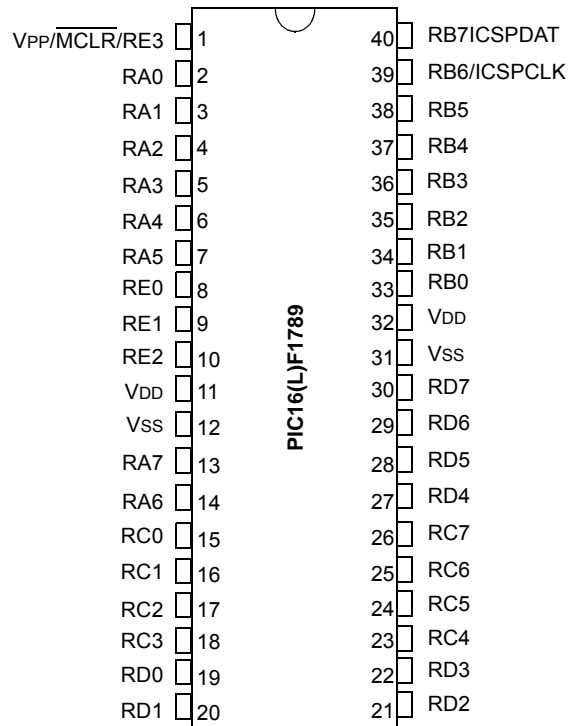 VPP/MCLR/RE3 1 40 RB7ICSPDAT
RA0 2 39 RB6/ICSPCLK
RA1 3 38 RB5
RA2 4 37 RB4
RA3 5 36 RB3
RA4 6 35 RB2
RA5 7 34 RB1
RE0 8 33 RB0
RE1 9 32 VDD
RE2 10 31 VSS
VDD 11 30 RD7
VSS 12 29 RD6
RA7 13 28 RD5
RA6 14 27 RD4
RC0 15 26 RC7
RC1 16 25 RC6
RC2 17 24 RC5
RC3 18 23 RC4
RD0 19 22 RD3
RD1 20 21 RD2
PIC16(L)F1789